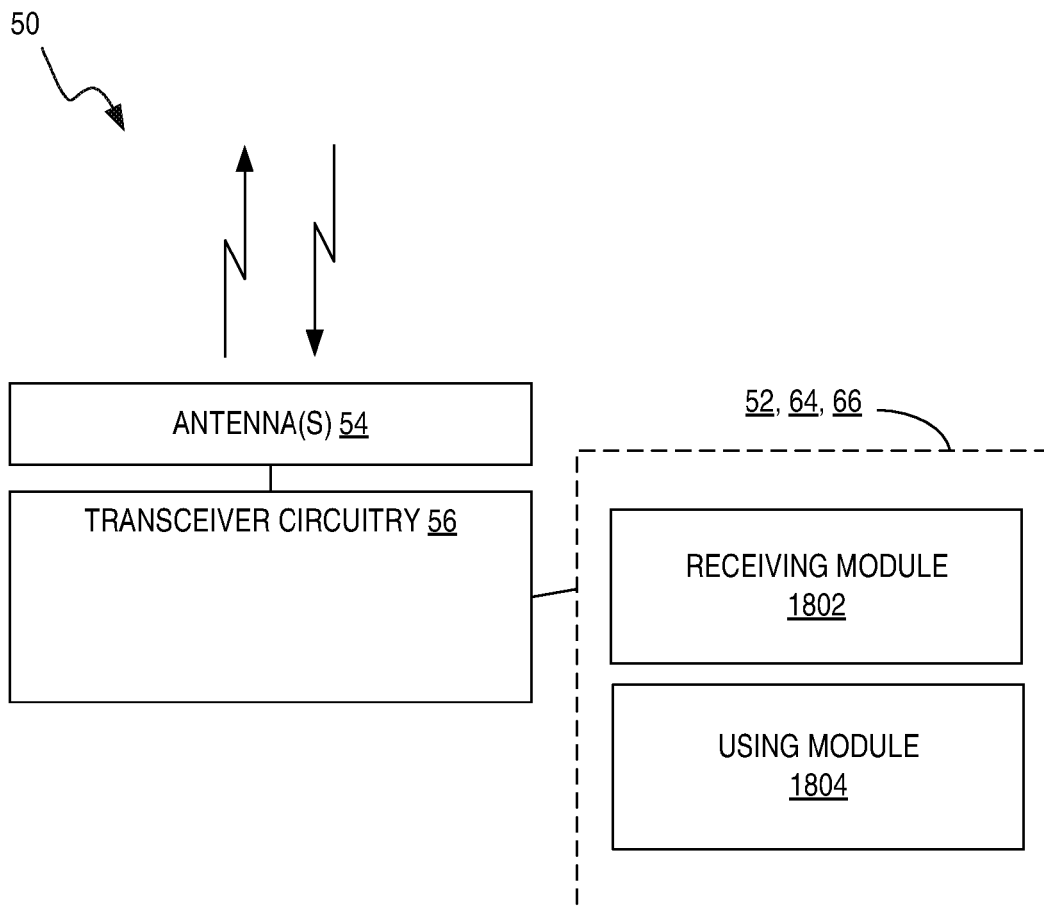 50
ANTENNA(S) 54
52, 64, 66
TRANSCEIVER CIRCUITRY 56
RECEIVING MODULE
1802
USING MODULE
1804